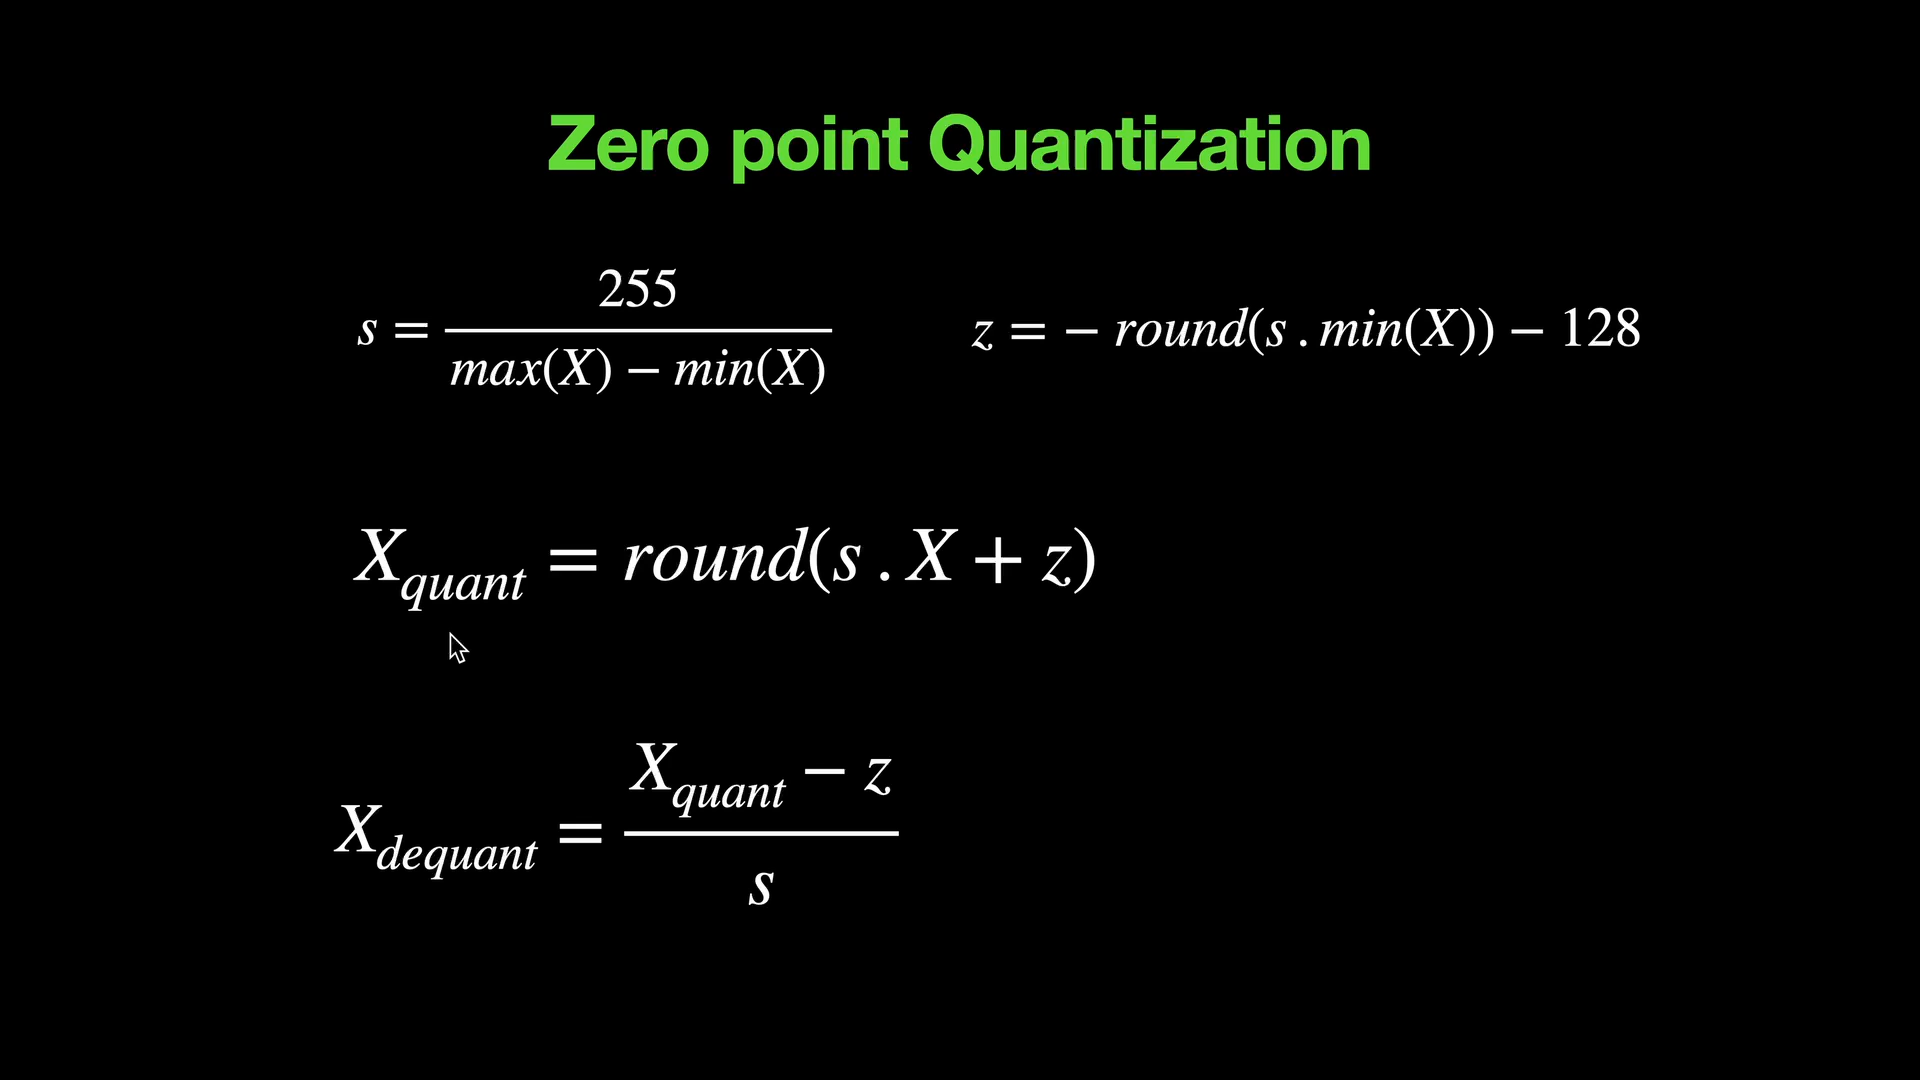 Zero point Quantization
s = 255 / max(X) − min(X)
z = − round(s . min(X)) − 128
X_quant = round(s . X + z)
X_dequant = X_quant − z / s